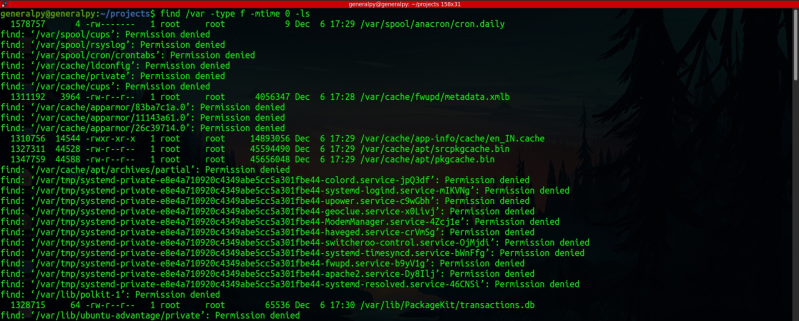 generalpy@generalpy: ~/projects 156x31
generalpy@generalpy:~/projects$ find /var -type f -mtime 0 -ls
1578757 4 -rw------- 1 root root 9 Dec 6 17:29 /var/spool/anacron/cron.daily
find: ‘/var/spool/cups’: Permission denied
find: ‘/var/spool/rsyslog’: Permission denied
find: ‘/var/spool/cron/crontabs’: Permission denied
find: ‘/var/cache/ldconfig’: Permission denied
find: ‘/var/cache/private’: Permission denied
find: ‘/var/cache/cups’: Permission denied
1311192 3964 -rw-r--r-- 1 root root 4056347 Dec 6 17:28 /var/cache/fwupd/metadata.xmlb
find: ‘/var/cache/apparmor/83ba7c1a.0’: Permission denied
find: ‘/var/cache/apparmor/11143a61.0’: Permission denied
find: ‘/var/cache/apparmor/26c39714.0’: Permission denied
1310756 14544 -rwxr-xr-x 1 root root 14893056 Dec 6 17:29 /var/cache/app-info/cache/en_IN.cache
1327311 44528 -rw-r--r-- 1 root root 45594490 Dec 6 17:29 /var/cache/apt/srcpkgcache.bin
1347759 44588 -rw-r--r-- 1 root root 45656048 Dec 6 17:29 /var/cache/apt/pkgcache.bin
find: ‘/var/cache/apt/archives/partial’: Permission denied
find: ‘/var/tmp/systemd-private-e8e4a710920c4349abe5cc5a301fbe44-colord.service-jpQ3df’: Permission denied
find: ‘/var/tmp/systemd-private-e8e4a710920c4349abe5cc5a301fbe44-systemd-logind.service-mIKVNg’: Permission denied
find: ‘/var/tmp/systemd-private-e8e4a710920c4349abe5cc5a301fbe44-upower.service-c9wGbh’: Permission denied
find: ‘/var/tmp/systemd-private-e8e4a710920c4349abe5cc5a301fbe44-geoclue.service-x0Livj’: Permission denied
find: ‘/var/tmp/systemd-private-e8e4a710920c4349abe5cc5a301fbe44-ModemManager.service-4Zcj1e’: Permission denied
find: ‘/var/tmp/systemd-private-e8e4a710920c4349abe5cc5a301fbe44-haveged.service-crVmSg’: Permission denied
find: ‘/var/tmp/systemd-private-e8e4a710920c4349abe5cc5a301fbe44-switcheroo-control.service-OjMjdi’: Permission denied
find: ‘/var/tmp/systemd-private-e8e4a710920c4349abe5cc5a301fbe44-systemd-timesyncd.service-bWnFfg’: Permission denied
find: ‘/var/tmp/systemd-private-e8e4a710920c4349abe5cc5a301fbe44-fwupd.service-b9yV1g’: Permission denied
find: ‘/var/tmp/systemd-private-e8e4a710920c4349abe5cc5a301fbe44-apache2.service-Dy8Ilj’: Permission denied
find: ‘/var/tmp/systemd-private-e8e4a710920c4349abe5cc5a301fbe44-systemd-resolved.service-46CNSi’: Permission denied
find: ‘/var/lib/polkit-1’: Permission denied
1328715 64 -rw-r--r-- 1 root root 65536 Dec 6 17:30 /var/lib/PackageKit/transactions.db
find: ‘/var/lib/ubuntu-advantage/private’: Permission denied